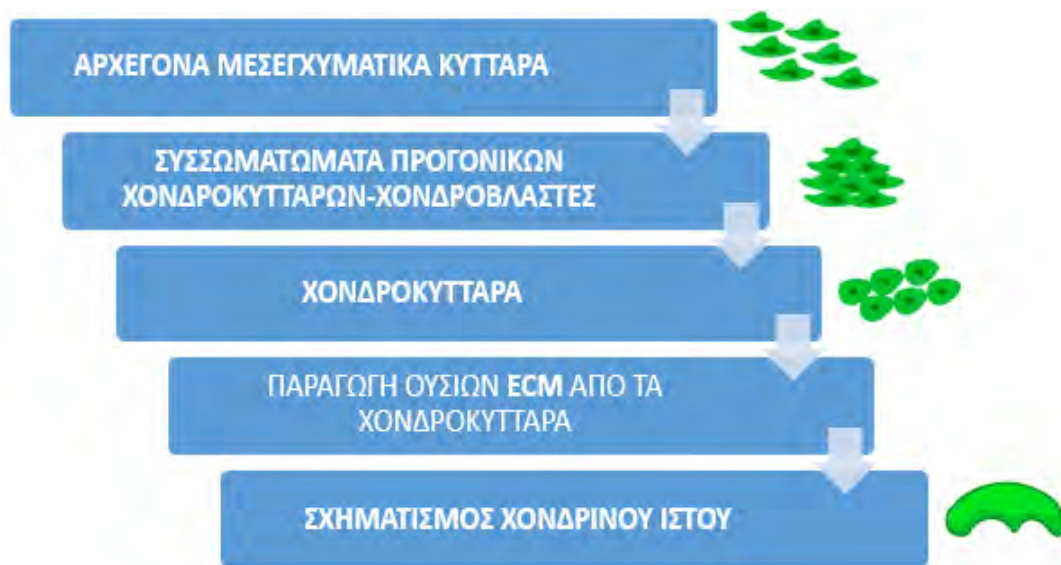 ΑΡΧΕΓΟΝΑ ΜΕΣΕΓΧΥΜΑΤΙΚΑ ΚΥΤΤΑΡΑ
ΣΥΣΣΩΜΑΤΩΜΑΤΑ ΠΡΟΓΟΝΙΚΩΝ
ΧΟΝΔΡΟΚΥΤΤΑΡΩΝ-ΧΟΝΔΡΟΒΛΑΣΤΕΣ
ΧΟΝΔΡΟΚΥΤΤΑΡΑ
ΠΑΡΑΓΩΓΗ ΟΥΣΙΩΝ ECM ΑΠΟ ΤΑ
ΧΟΝΔΡΟΚΥΤΤΑΡΑ
ΣΧΗΜΑΤΙΣΜΟΣ ΧΟΝΔΡΙΝΟΥ ΙΣΤΟΥ